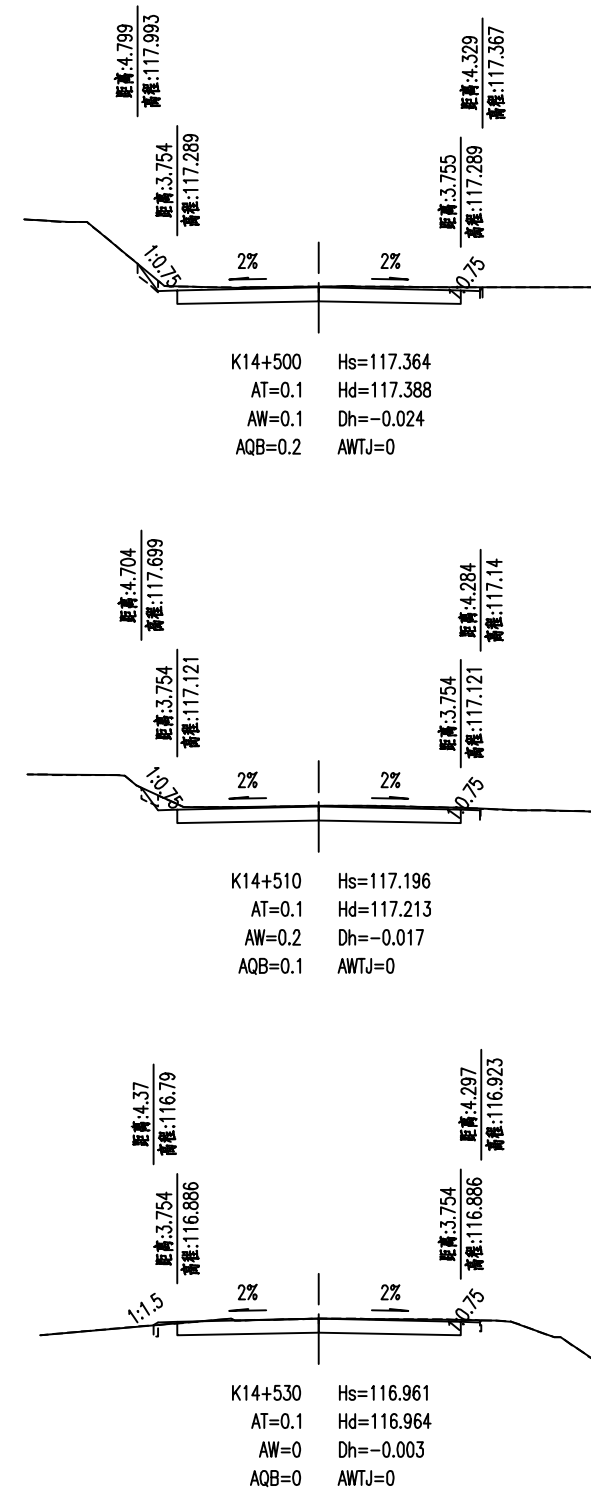 距离:4.799
高程:117.993
距离:4.329
高程:117.367
距离:3.754
高程:117.289
距离:3.755
高程:117.289
1:0.75
2%
2%
1:0.75
K14+500 Hs=117.364
AT=0.1 Hd=117.388
AW=0.1 Dh=-0.024
AQB=0.2 AWTJ=0
距离:4.704
高程:117.699
距离:4.284
高程:117.14
距离:3.754
高程:117.121
距离:3.754
高程:117.121
1:0.75
2%
2%
1:0.75
K14+510 Hs=117.196
AT=0.1 Hd=117.213
AW=0.2 Dh=-0.017
AQB=0.1 AWTJ=0
距离:4.37
高程:116.79
距离:4.297
高程:116.923
距离:3.754
高程:116.886
距离:3.754
高程:116.886
1:1.5
2%
2%
1:0.75
K14+530 Hs=116.961
AT=0.1 Hd=116.964
AW=0 Dh=-0.003
AQB=0 AWTJ=0